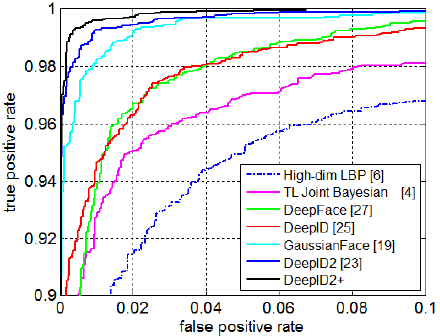 1
0.98
0.96
0.94
0.92
0.9
true positive rate
High-dim LBP [6]
TL Joint Bayesian [4]
DeepFace [27]
DeepID [25]
GaussianFace [19]
DeepID2 [23]
DeepID2+
0 0.02 0.04 0.06 0.08 0.1
false positive rate